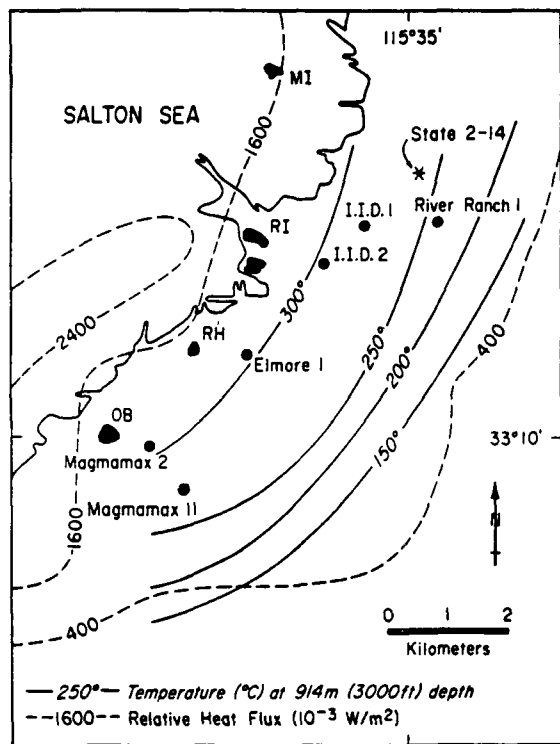 115°35'
MI
SALTON SEA
1600
State 2-14
I.I.D. 1
River Ranch 1
RI
I.I.D. 2
300°
2400
RH
Elmore 1
250°
200°
400
150°
OB
33°10'
Magmamax 2
Magmamax 11
N
1600
400
0 1 2
Kilometers
250° Temperature (°C) at 914m (3000ft) depth
1600 Relative Heat Flux (10⁻³ W/m²)